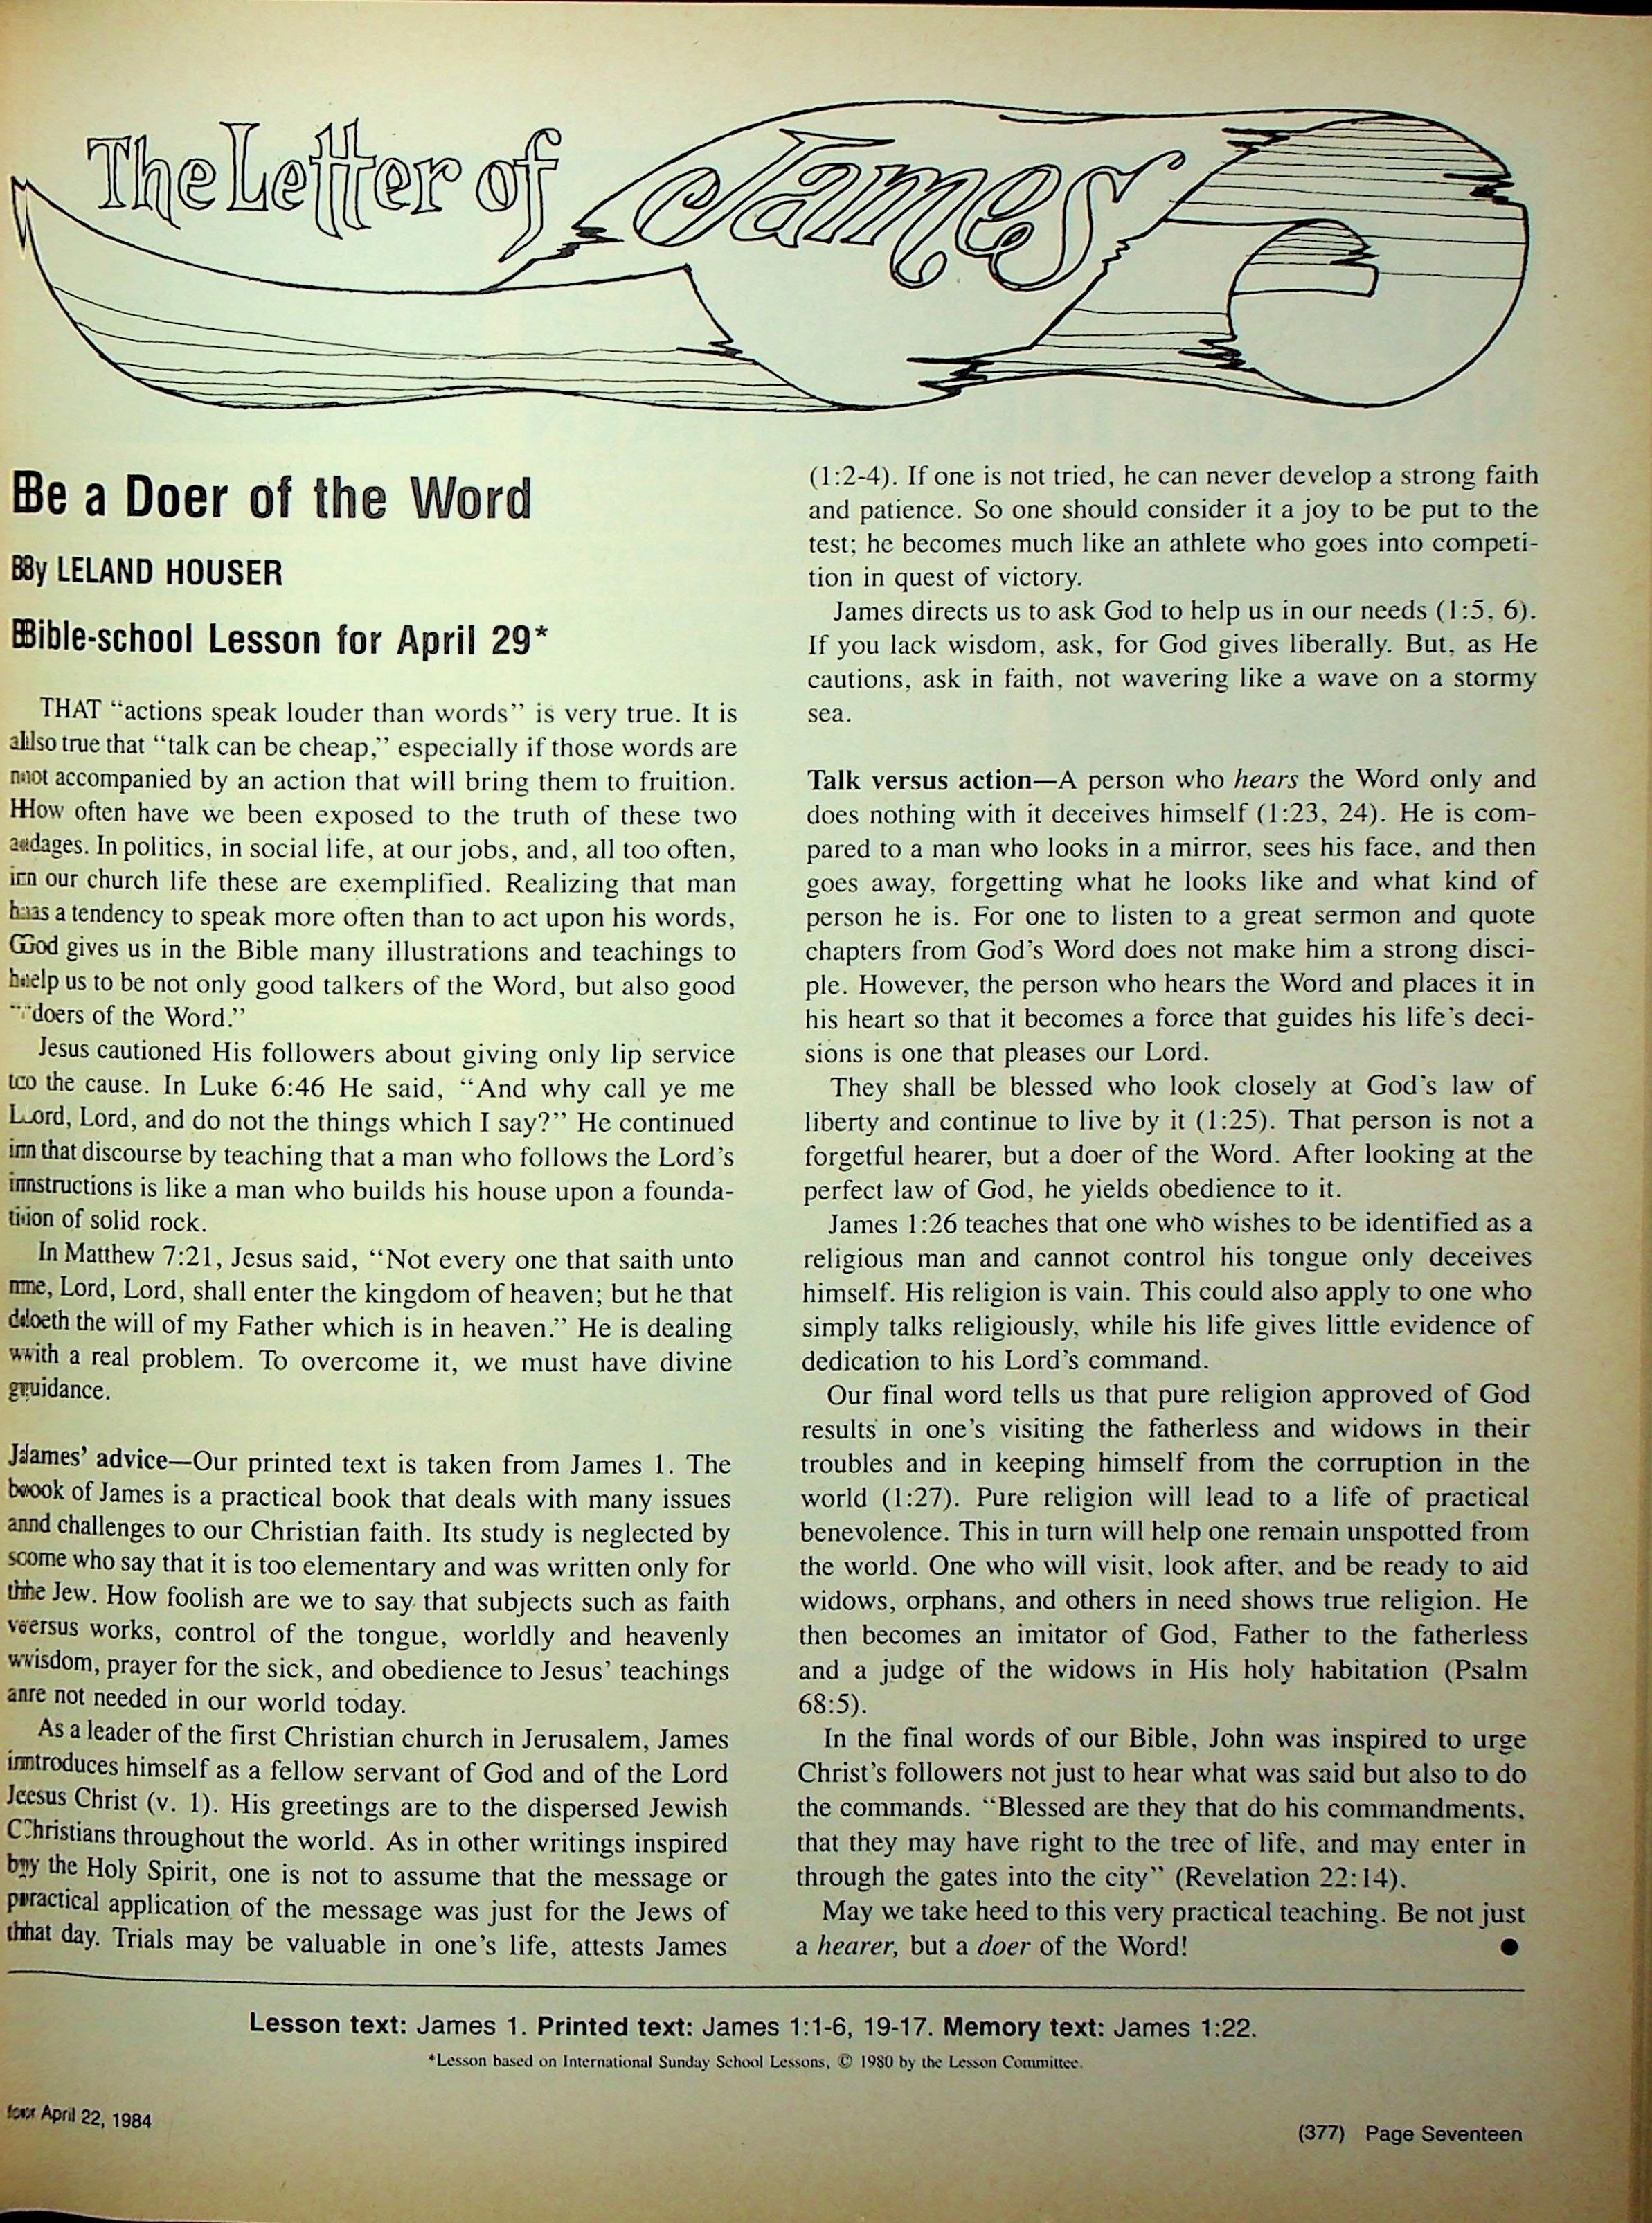 The Letter of James
Be a Doer of the Word
By LELAND HOUSER
Bible-school Lesson for April 29*
THAT “actions speak louder than words” is very true. It is
also true that “talk can be cheap,” especially if those words are
not accompanied by an action that will bring them to fruition.
How often have we been exposed to the truth of these two
adages. In politics, in social life, at our jobs, and, all too often,
in our church life these are exemplified. Realizing that man
has a tendency to speak more often than to act upon his words,
God gives us in the Bible many illustrations and teachings to
help us to be not only good talkers of the Word, but also good
“doers of the Word.”
Jesus cautioned His followers about giving only lip service
to the cause. In Luke 6:46 He said, “And why call ye me
Lord, Lord, and do not the things which I say?” He continued
in that discourse by teaching that a man who follows the Lord’s
instructions is like a man who builds his house upon a founda-
tion of solid rock.
In Matthew 7:21, Jesus said, “Not every one that saith unto
me, Lord, Lord, shall enter the kingdom of heaven; but he that
doeth the will of my Father which is in heaven.” He is dealing
with a real problem. To overcome it, we must have divine
guidance.
James’ advice—Our printed text is taken from James 1. The
book of James is a practical book that deals with many issues
and challenges to our Christian faith. Its study is neglected by
some who say that it is too elementary and was written only for
the Jew. How foolish are we to say that subjects such as faith
versus works, control of the tongue, worldly and heavenly
wisdom, prayer for the sick, and obedience to Jesus’ teachings
are not needed in our world today.
As a leader of the first Christian church in Jerusalem, James
introduces himself as a fellow servant of God and of the Lord
Jesus Christ (v. 1). His greetings are to the dispersed Jewish
Christians throughout the world. As in other writings inspired
by the Holy Spirit, one is not to assume that the message or
practical application of the message was just for the Jews of
that day. Trials may be valuable in one’s life, attests James
(1:2-4). If one is not tried, he can never develop a strong faith
and patience. So one should consider it a joy to be put to the
test; he becomes much like an athlete who goes into competi-
tion in quest of victory.
James directs us to ask God to help us in our needs (1:5, 6).
If you lack wisdom, ask, for God gives liberally. But, as He
cautions, ask in faith, not wavering like a wave on a stormy
sea.
Talk versus action—A person who hears the Word only and
does nothing with it deceives himself (1:23, 24). He is com-
pared to a man who looks in a mirror, sees his face, and then
goes away, forgetting what he looks like and what kind of
person he is. For one to listen to a great sermon and quote
chapters from God’s Word does not make him a strong disci-
ple. However, the person who hears the Word and places it in
his heart so that it becomes a force that guides his life’s deci-
sions is one that pleases our Lord.
They shall be blessed who look closely at God’s law of
liberty and continue to live by it (1:25). That person is not a
forgetful hearer, but a doer of the Word. After looking at the
perfect law of God, he yields obedience to it.
James 1:26 teaches that one who wishes to be identified as a
religious man and cannot control his tongue only deceives
himself. His religion is vain. This could also apply to one who
simply talks religiously, while his life gives little evidence of
dedication to his Lord’s command.
Our final word tells us that pure religion approved of God
results in one’s visiting the fatherless and widows in their
troubles and in keeping himself from the corruption in the
world (1:27). Pure religion will lead to a life of practical
benevolence. This in turn will help one remain unspotted from
the world. One who will visit, look after, and be ready to aid
widows, orphans, and others in need shows true religion. He
then becomes an imitator of God, Father to the fatherless
and a judge of the widows in His holy habitation (Psalm
68:5).
In the final words of our Bible, John was inspired to urge
Christ’s followers not just to hear what was said but also to do
the commands. “Blessed are they that do his commandments,
that they may have right to the tree of life, and may enter in
through the gates into the city” (Revelation 22:14).
May we take heed to this very practical teaching. Be not just
a hearer, but a doer of the Word! ●
Lesson text: James 1. Printed text: James 1:1-6, 19-17. Memory text: James 1:22.
*Lesson based on International Sunday School Lessons, © 1980 by the Lesson Committee.
for April 22, 1984
(377) Page Seventeen